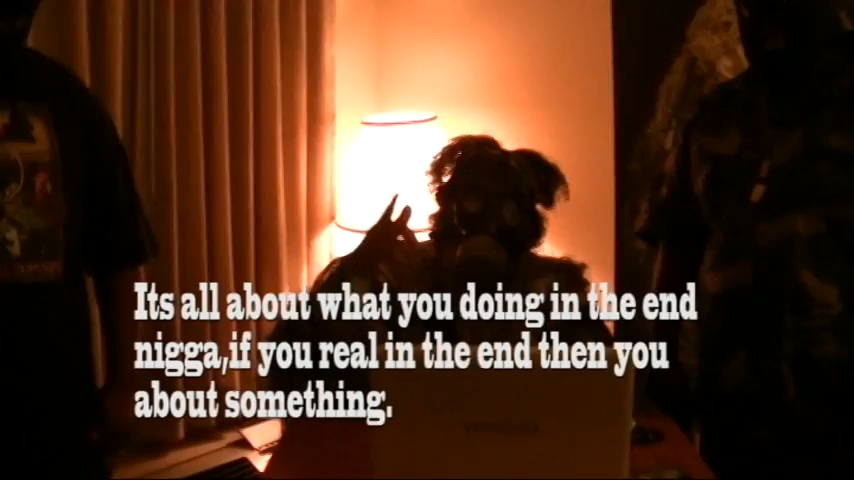 Its all about what you doing in the end
nigga,if you real in the end then you
about something.